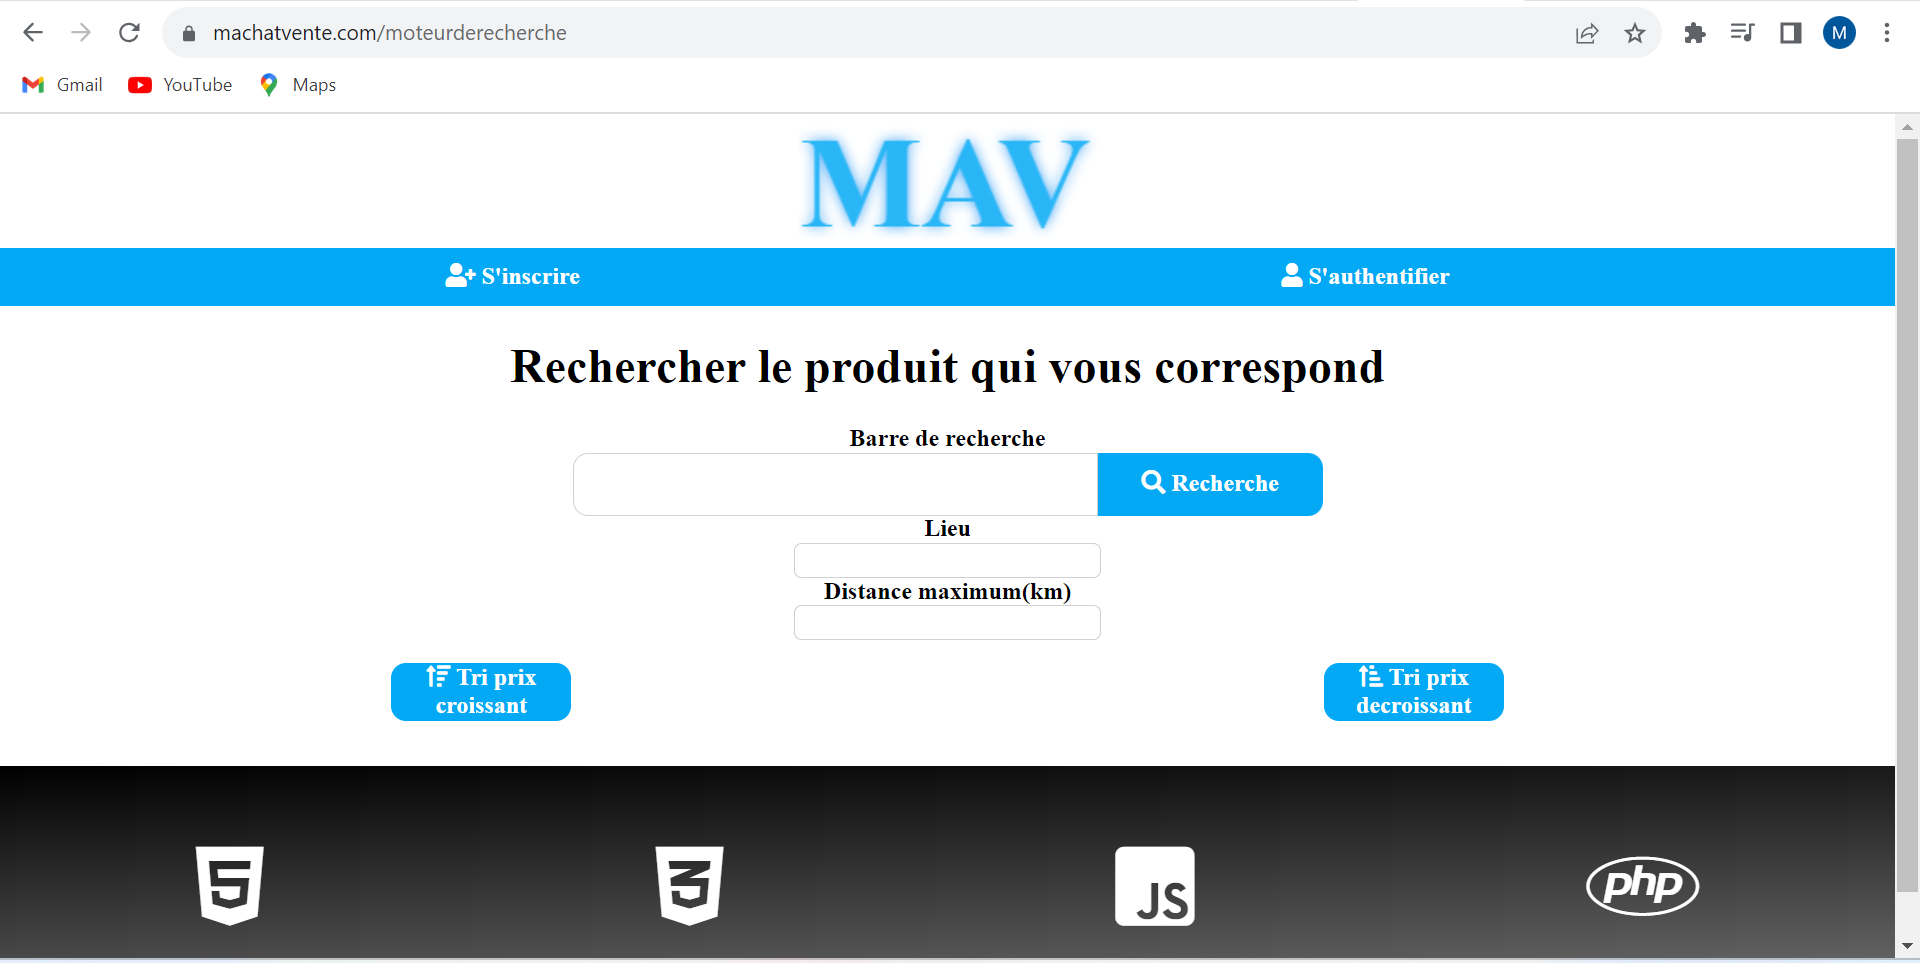 machatvente.com/moteurderecherche
M
Gmail YouTube Maps
MAV
S'inscrire S'authentifier
Rechercher le produit qui vous correspond
Barre de recherche
Recherche
Lieu
Distance maximum(km)
Tri prix
croissant
Tri prix
decroissant
5 3 JS php